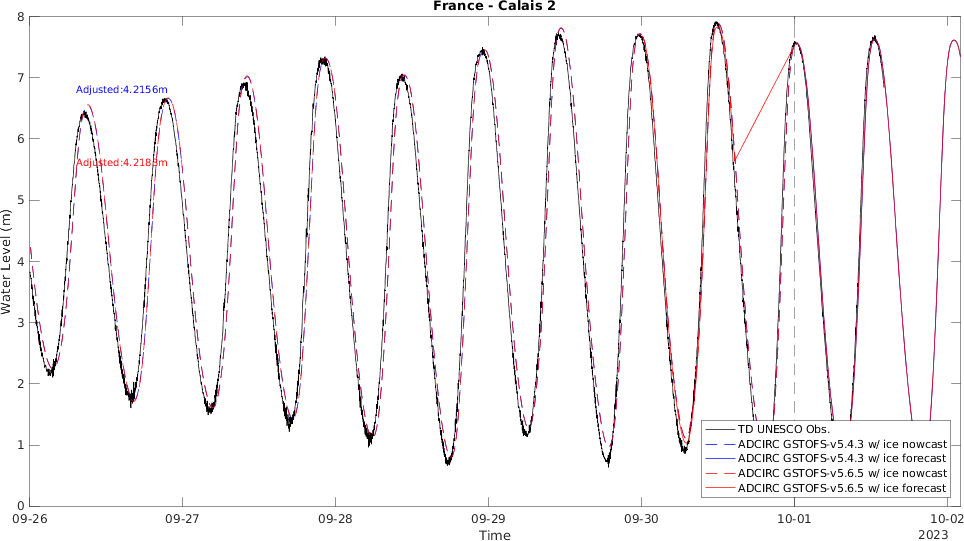 France - Calais 2
8
7
6
5
4
3
2
1
0
Water Level (m)
Adjusted:4.2156m
Adjusted:4.2183m
TD UNESCO Obs.
ADCIRC GSTOFS-v5.4.3 w/ ice nowcast
ADCIRC GSTOFS-v5.4.3 w/ ice forecast
ADCIRC GSTOFS-v5.6.5 w/ ice nowcast
ADCIRC GSTOFS-v5.6.5 w/ ice forecast
09-26 09-27 09-28 09-29 09-30 10-01 10-02
Time
2023